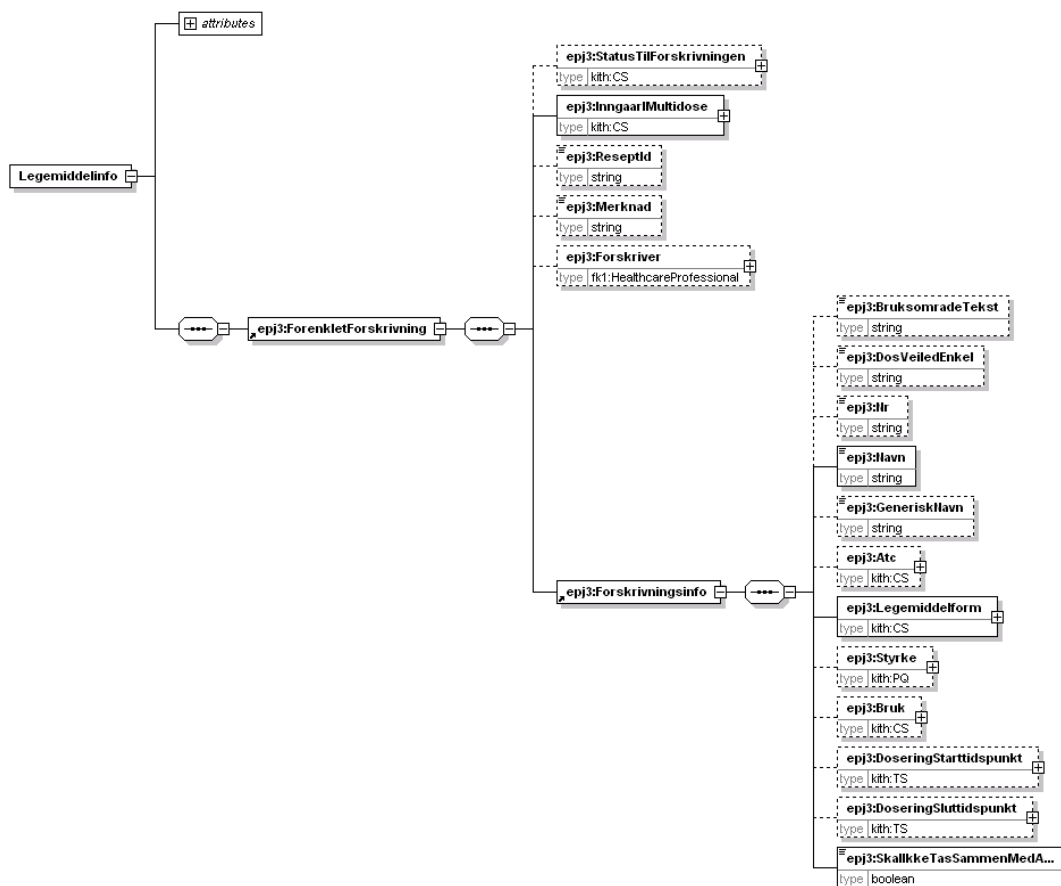 attributes
epj3:StatusTilForskrivningen
type kith:CS
epj3:InngaarIMultidose
type kith:CS
Legemiddelinfo
epj3:ReseptId
type string
epj3:Merknad
type string
epj3:Forskriver
type fk1:HealthcareProfessional
epj3:ForenkletForskrivning
epj3:BruksomradeTekst
type string
epj3:DosVeiledEnkel
type string
epj3:Nr
type string
epj3:Navn
type string
epj3:GeneriskNavn
type string
epj3:Atc
type kith:CS
epj3:Forskrivningsinfo
epj3:Legemiddelform
type kith:CS
epj3:Styrke
type kith:PQ
epj3:Bruk
type kith:CS
epj3:DoseringStarttidspunkt
type kith:TS
epj3:DoseringSluttidspunkt
type kith:TS
epj3:SkalIkkeTasSammenMedA...
type boolean